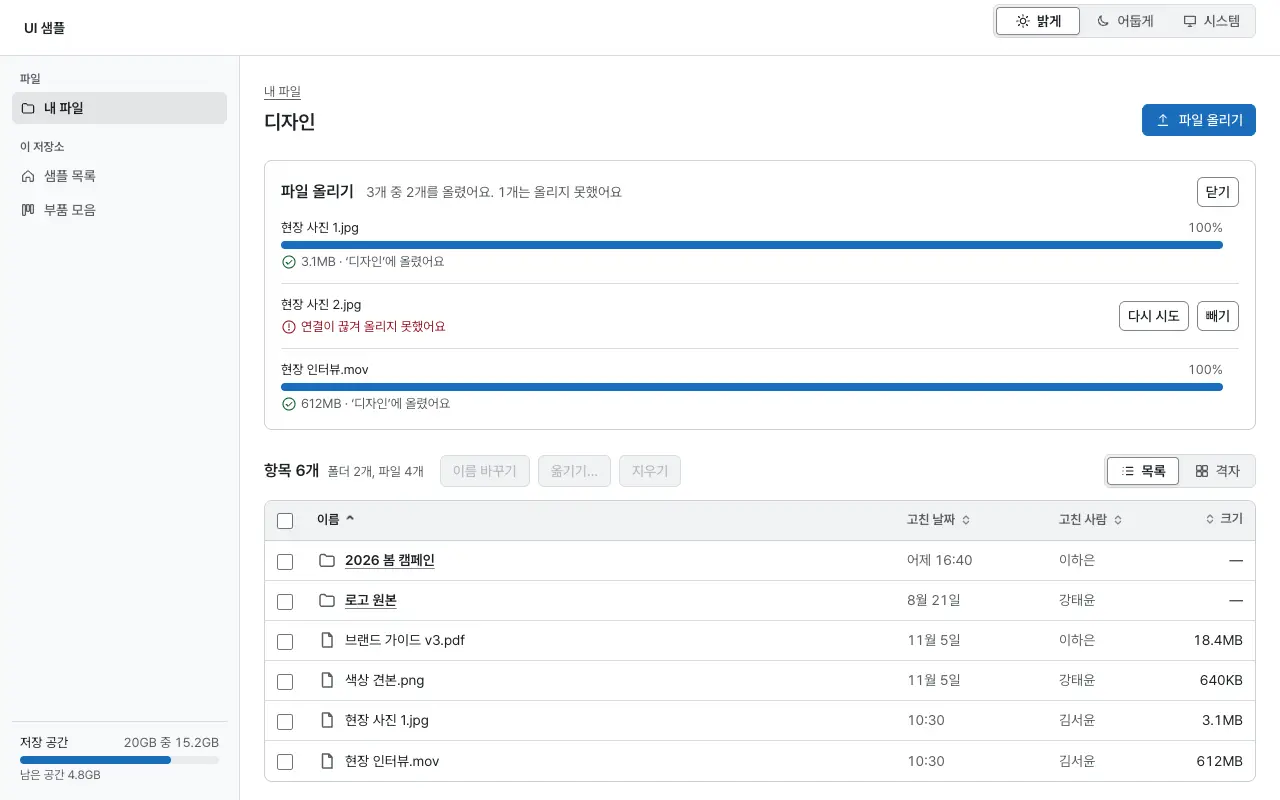 UI 샘플
밝게
어둡게
시스템
파일
내 파일
이 저장소
샘플 목록
부품 모음
저장 공간 20GB 중 15.2GB
남은 공간 4.8GB
내 파일
디자인
파일 올리기
파일 올리기 3개 중 2개를 올렸어요. 1개는 올리지 못했어요
닫기
현장 사진 1.jpg 100%
3.1MB · ‘디자인’에 올렸어요
현장 사진 2.jpg
연결이 끊겨 올리지 못했어요
다시 시도 빼기
현장 인터뷰.mov 100%
612MB · ‘디자인’에 올렸어요
항목 6개 폴더 2개, 파일 4개 이름 바꾸기 옮기기... 지우기 목록 격자
이름 고친 날짜 고친 사람 크기
2026 봄 캠페인 어제 16:40 이하은 —
로고 원본 8월 21일 강태윤 —
브랜드 가이드 v3.pdf 11월 5일 이하은 18.4MB
색상 견본.png 11월 5일 강태윤 640KB
현장 사진 1.jpg 10:30 김서윤 3.1MB
현장 인터뷰.mov 10:30 김서윤 612MB